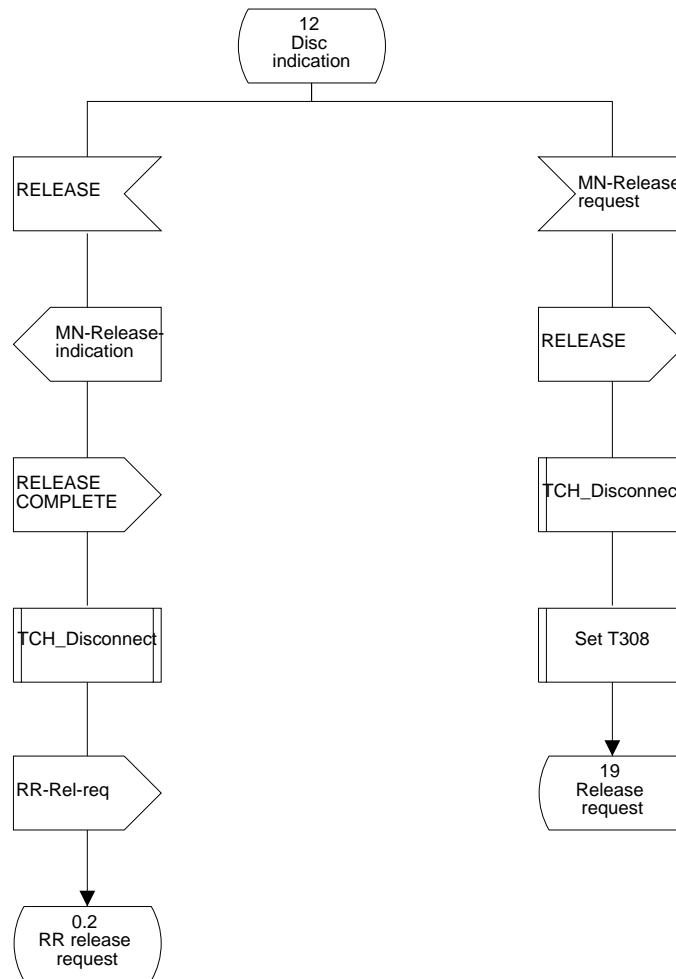 12
Disc
indication
RELEASE
MN-Release
request
MN-Release-
indication
RELEASE
RELEASE
COMPLETE
TCH_Disconnec
TCH_Disconnect
Set T308
RR-Rel-req
19
Release
request
0.2
RR release
request